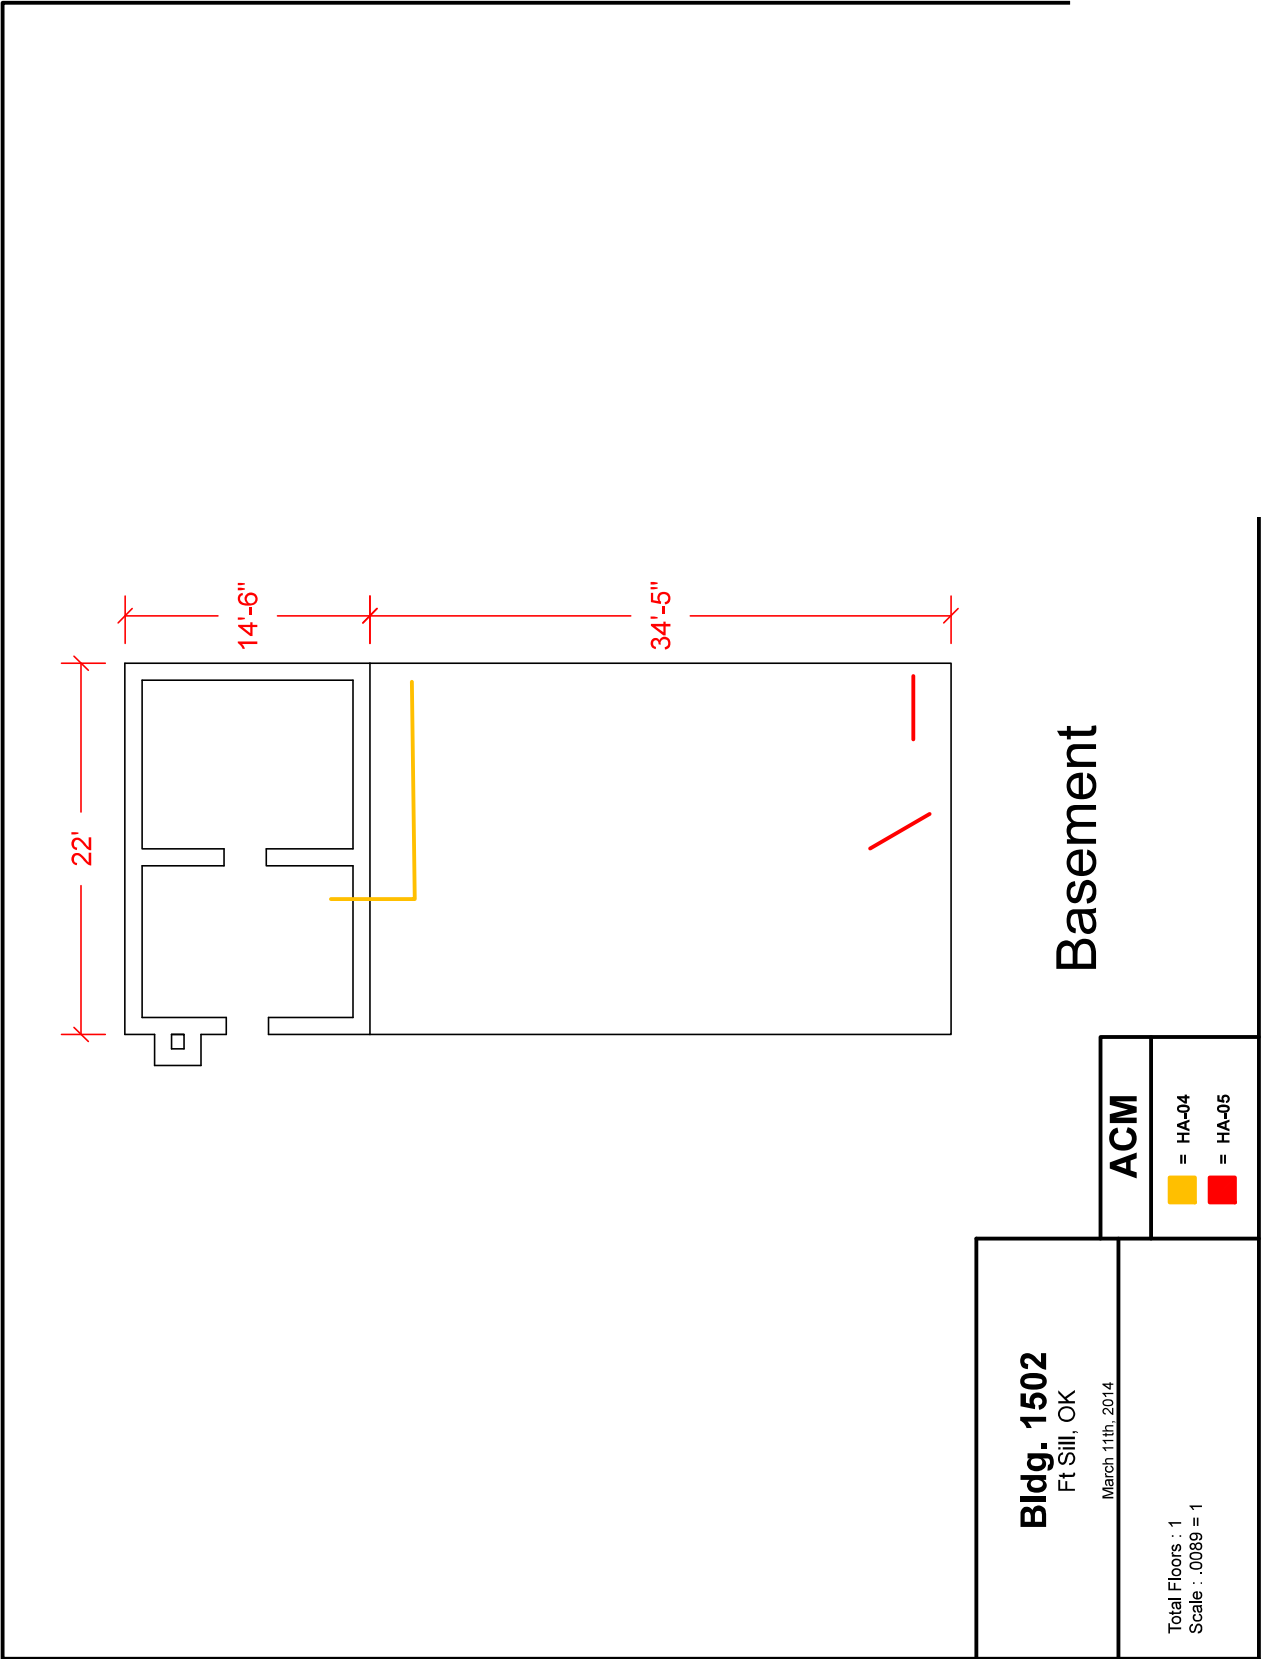 22'
14'-6"
34'-5"
Basement
ACM
= HA-04
= HA-05
Bldg. 1502
Ft Sill, OK
March 11th, 2014
Total Floors : 1
Scale : .0089 = 1